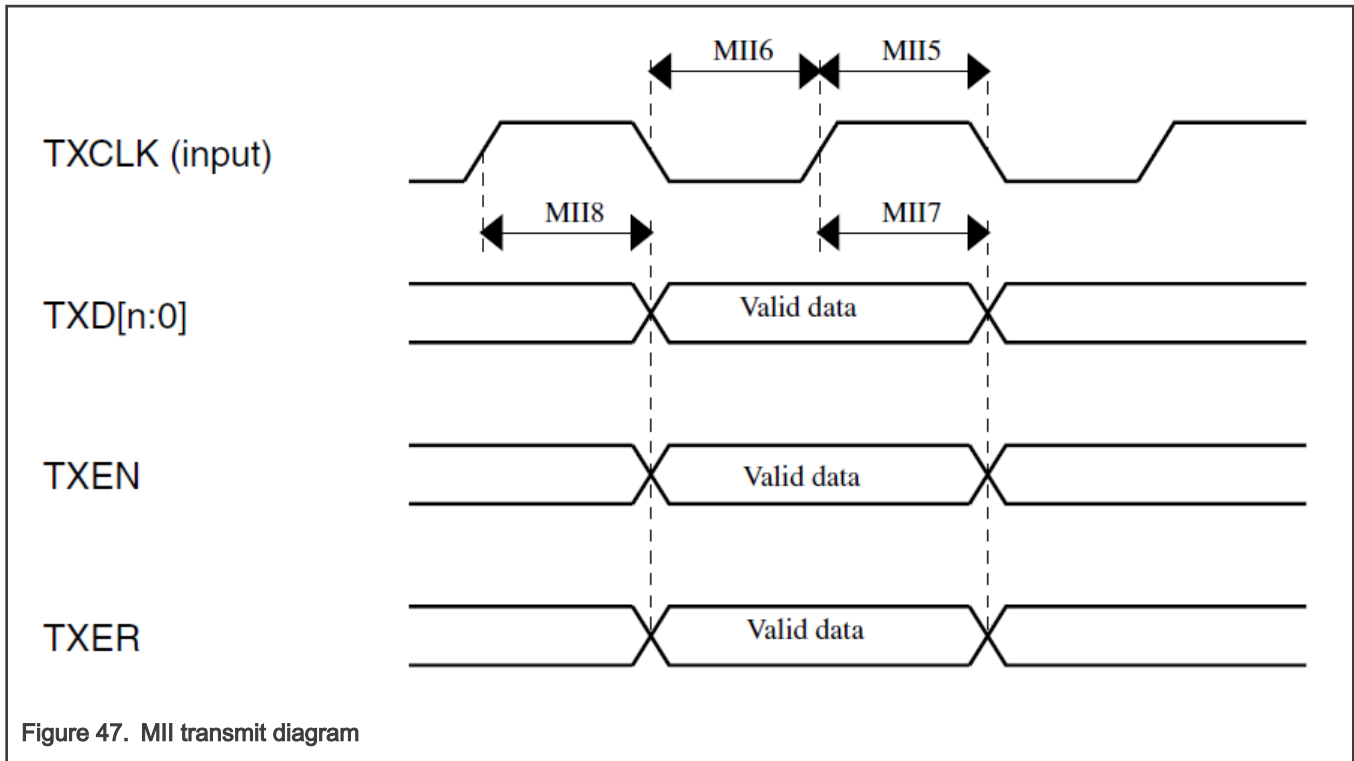 MII6 MII5
TXCLK (input)
MII8 MII7
TXD[n:0] Valid data
TXEN Valid data
TXER Valid data
Figure 47. MII transmit diagram